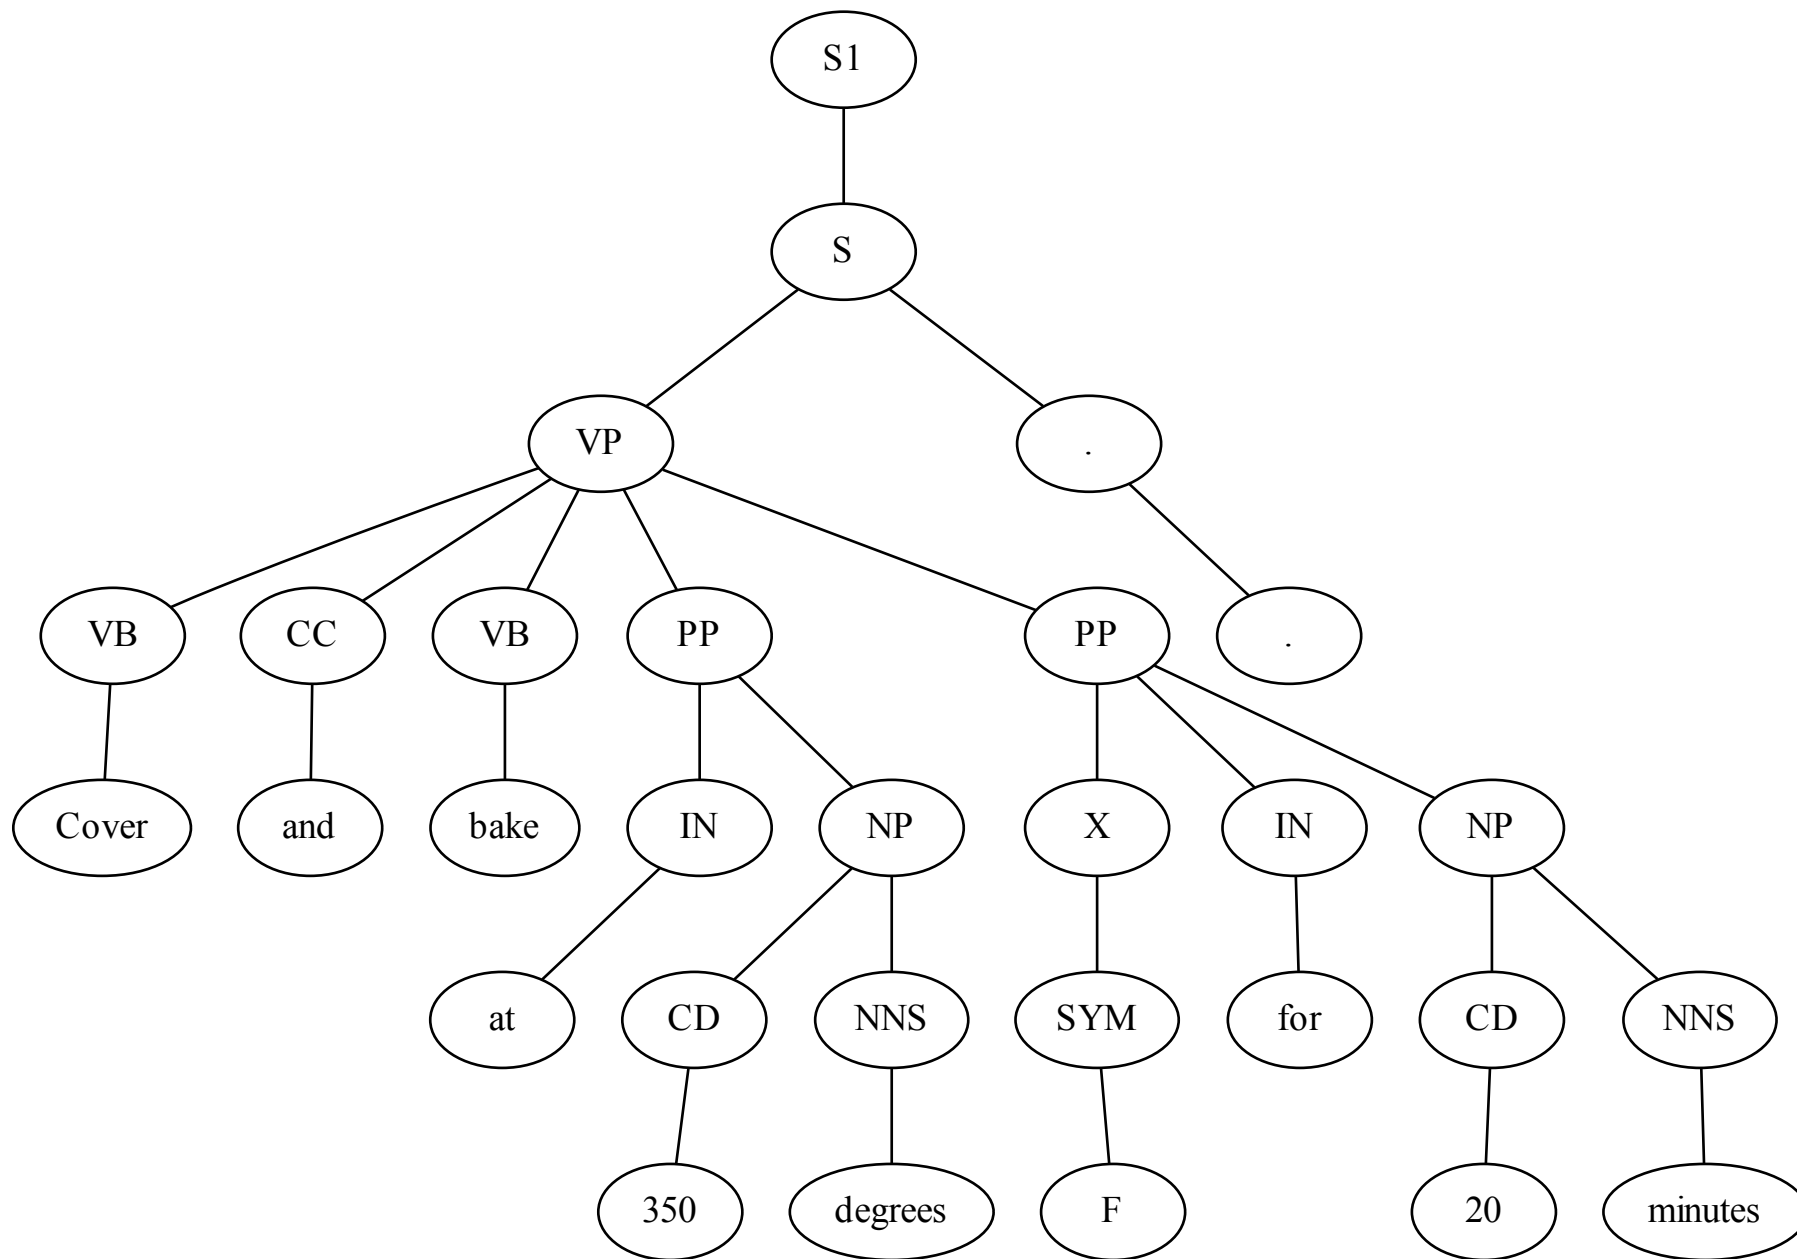 S1
S
VP .
VB CC VB PP PP .
Cover and bake IN NP X IN NP
at CD NNS SYM for CD NNS
350 degrees F 20 minutes